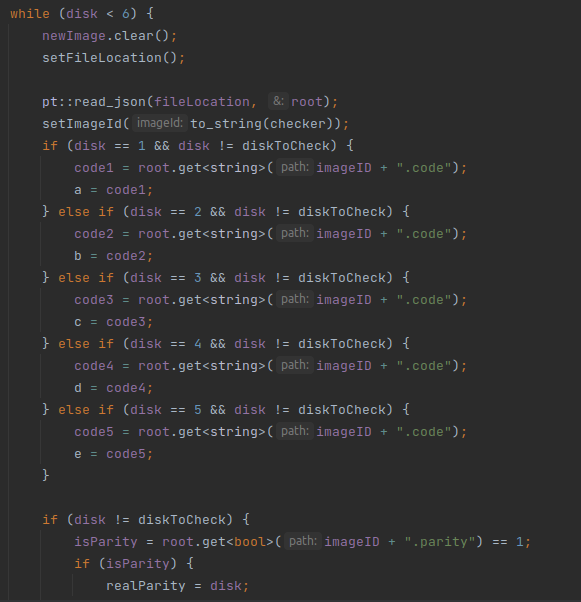 while (disk < 6) {
    newImage.clear();
    setFileLocation();

    pt::read_json(fileLocation, &: root);
    setImageId( imageId: to_string(checker));
    if (disk == 1 && disk != diskToCheck) {
        code1 = root.get<string>( path: imageID + ".code");
        a = code1;
    } else if (disk == 2 && disk != diskToCheck) {
        code2 = root.get<string>( path: imageID + ".code");
        b = code2;
    } else if (disk == 3 && disk != diskToCheck) {
        code3 = root.get<string>( path: imageID + ".code");
        c = code3;
    } else if (disk == 4 && disk != diskToCheck) {
        code4 = root.get<string>( path: imageID + ".code");
        d = code4;
    } else if (disk == 5 && disk != diskToCheck) {
        code5 = root.get<string>( path: imageID + ".code");
        e = code5;
    }

    if (disk != diskToCheck) {
        isParity = root.get<bool>( path: imageID + ".parity") == 1;
        if (isParity) {
            realParity = disk;